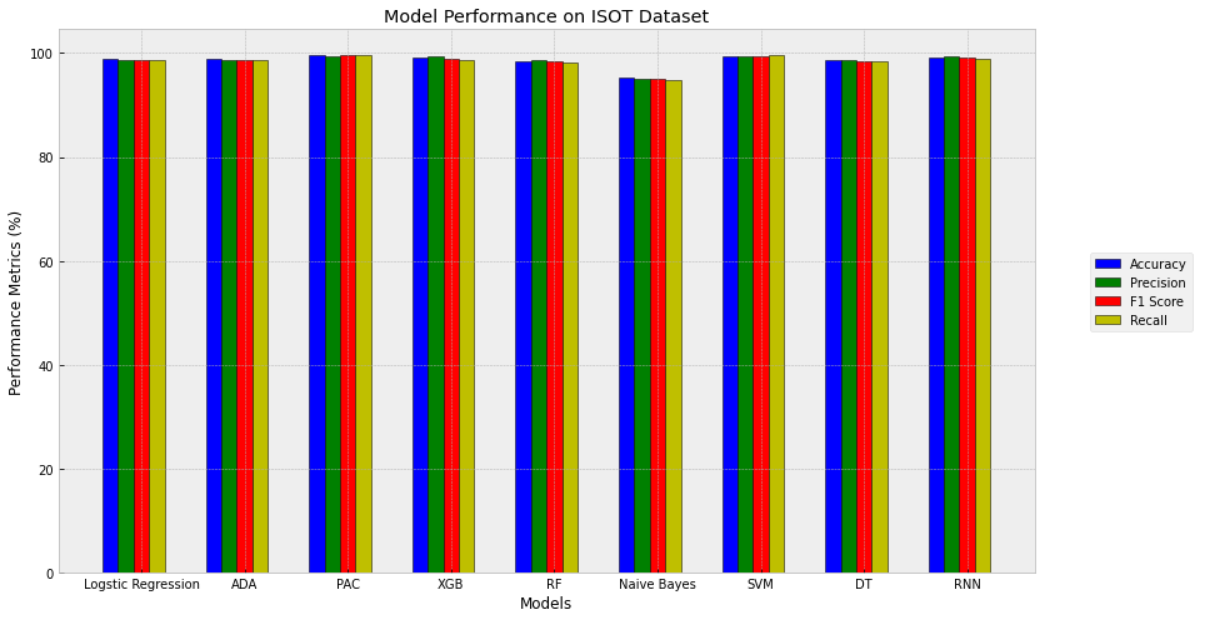 Model Performance on ISOT Dataset
100
80
60
40
20
0
Performance Metrics (%)
Logstic Regression ADA PAC XGB RF Naive Bayes SVM DT RNN
Models
Accuracy
Precision
F1 Score
Recall